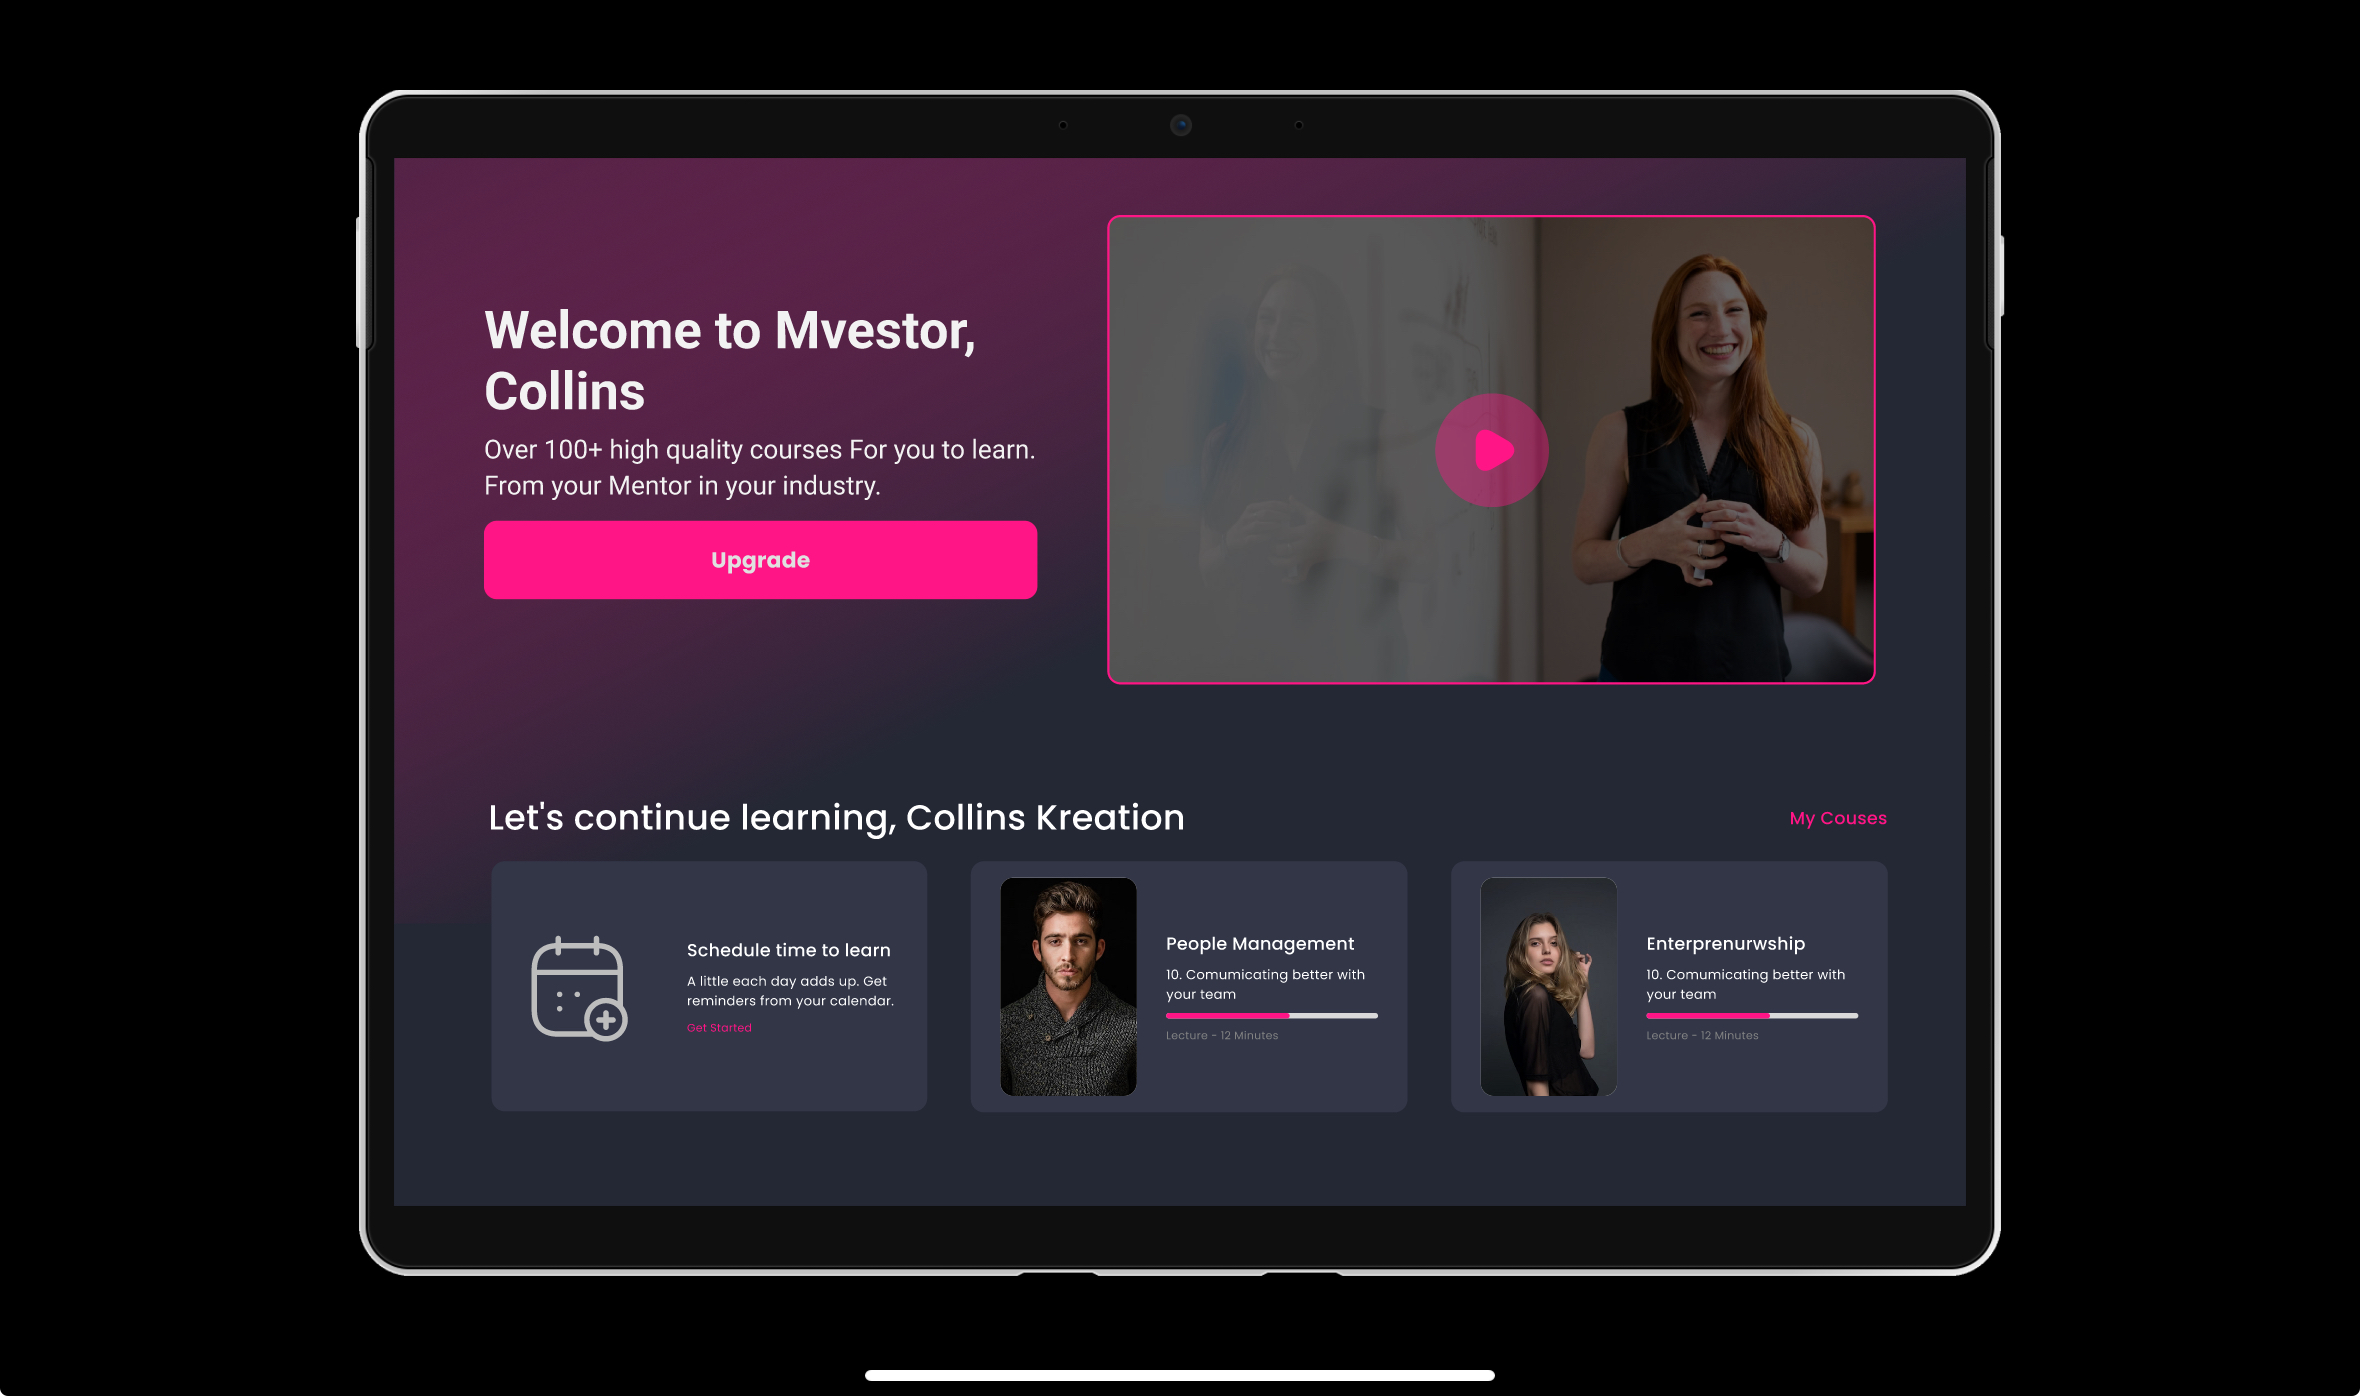 Welcome to Mvestor,
Collins
Over 100+ high quality courses For you to learn.
From your Mentor in your industry.
Upgrade
Let's continue learning, Collins Kreation
My Couses
Schedule time to learn
A little each day adds up. Get
reminders from your calendar.
Get Started
People Management
10. Comumicating better with
your team
Lecture - 12 Minutes
Enterprenurwship
10. Comumicating better with
your team
Lecture - 12 Minutes